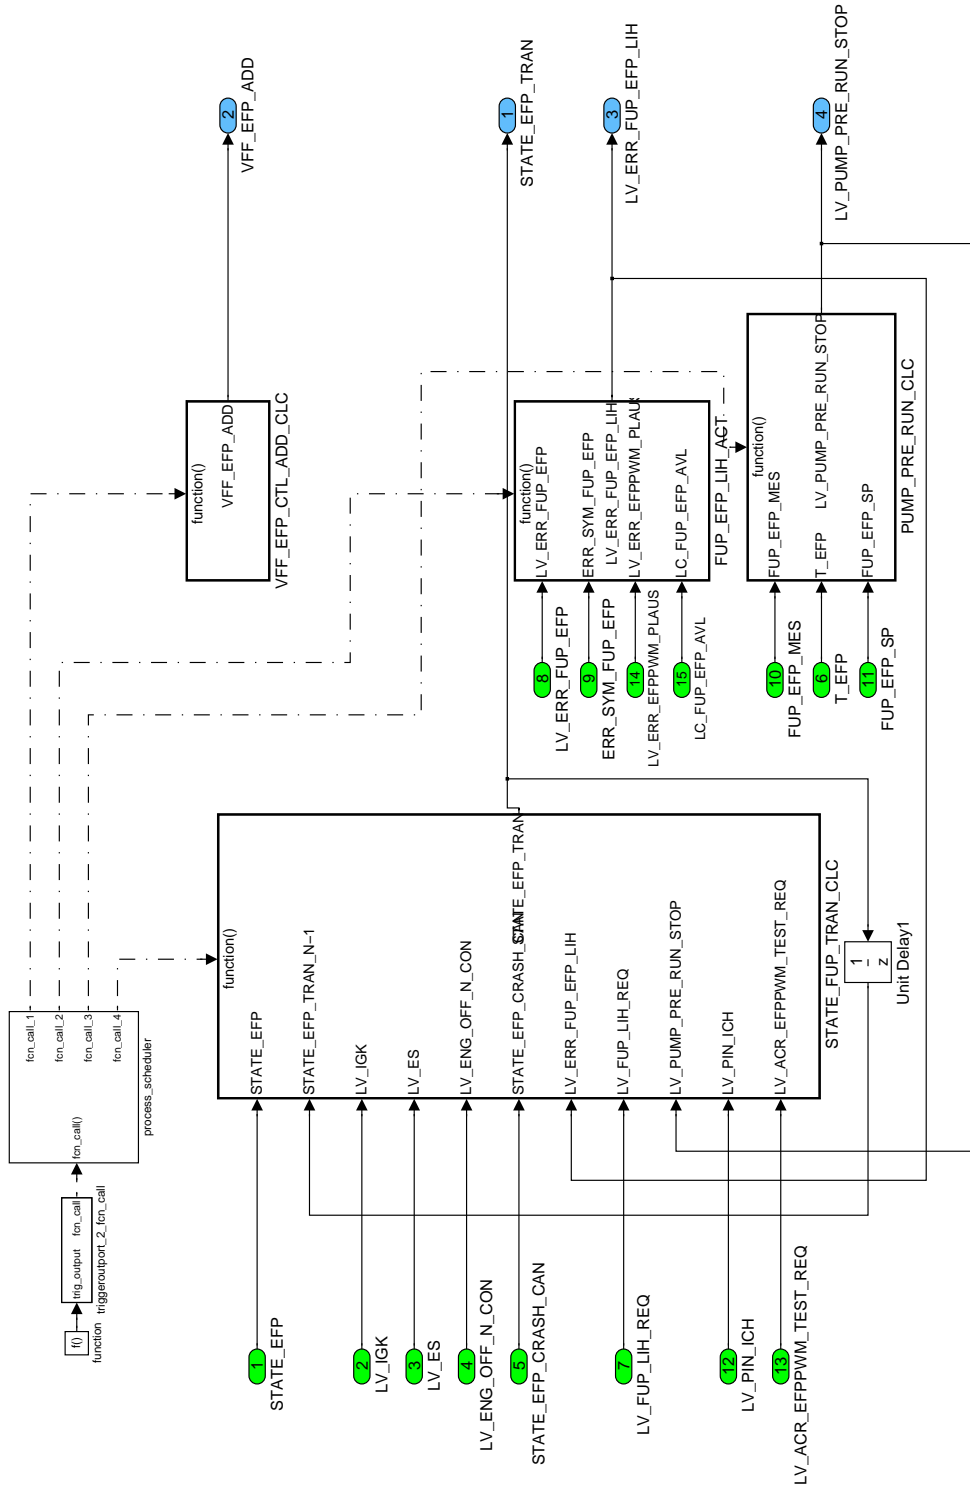 f()
function
trig_output
fcn_call
triggeroutport_2_fcn_call
fcn_call()
fcn_call_1
fcn_call_2
fcn_call_3
fcn_call_4
process_scheduler
function()
VFF_EFP_ADD
VFF_EFP_CTL_ADD_CLC
2
VFF_EFP_ADD
1
STATE_EFP_TRAN
3
LV_ERR_FUP_EFP_LIH
4
LV_PUMP_PRE_RUN_STOP
8
LV_ERR_FUP_EFP
9
ERR_SYM_FUP_EFP
14
LV_ERR_EFPPWM_PLAUS
15
LC_FUP_EFP_AVL
function()
LV_ERR_FUP_EFP
ERR_SYM_FUP_EFP
LV_ERR_FUP_EFP_LIH
LV_ERR_EFPPWM_PLAUS
LC_FUP_EFP_AVL
FUP_EFP_LIH_ACT
10
FUP_EFP_MES
6
T_EFP
11
FUP_EFP_SP
function()
FUP_EFP_MES
T_EFP
LV_PUMP_PRE_RUN_STOP
FUP_EFP_SP
PUMP_PRE_RUN_CLC
function()
STATE_EFP
STATE_EFP_TRAN_N−1
LV_IGK
LV_ES
LV_ENG_OFF_N_CON
STATE_EFP_CRASH_CAN
STATE_EFP_TRAN
LV_ERR_FUP_EFP_LIH
LV_FUP_LIH_REQ
LV_PUMP_PRE_RUN_STOP
LV_PIN_ICH
LV_ACR_EFPPWM_TEST_REQ
STATE_FUP_TRAN_CLC
1
z
Unit Delay1
1
STATE_EFP
2
LV_IGK
3
LV_ES
4
LV_ENG_OFF_N_CON
5
STATE_EFP_CRASH_CAN
7
LV_FUP_LIH_REQ
12
LV_PIN_ICH
13
LV_ACR_EFPPWM_TEST_REQ